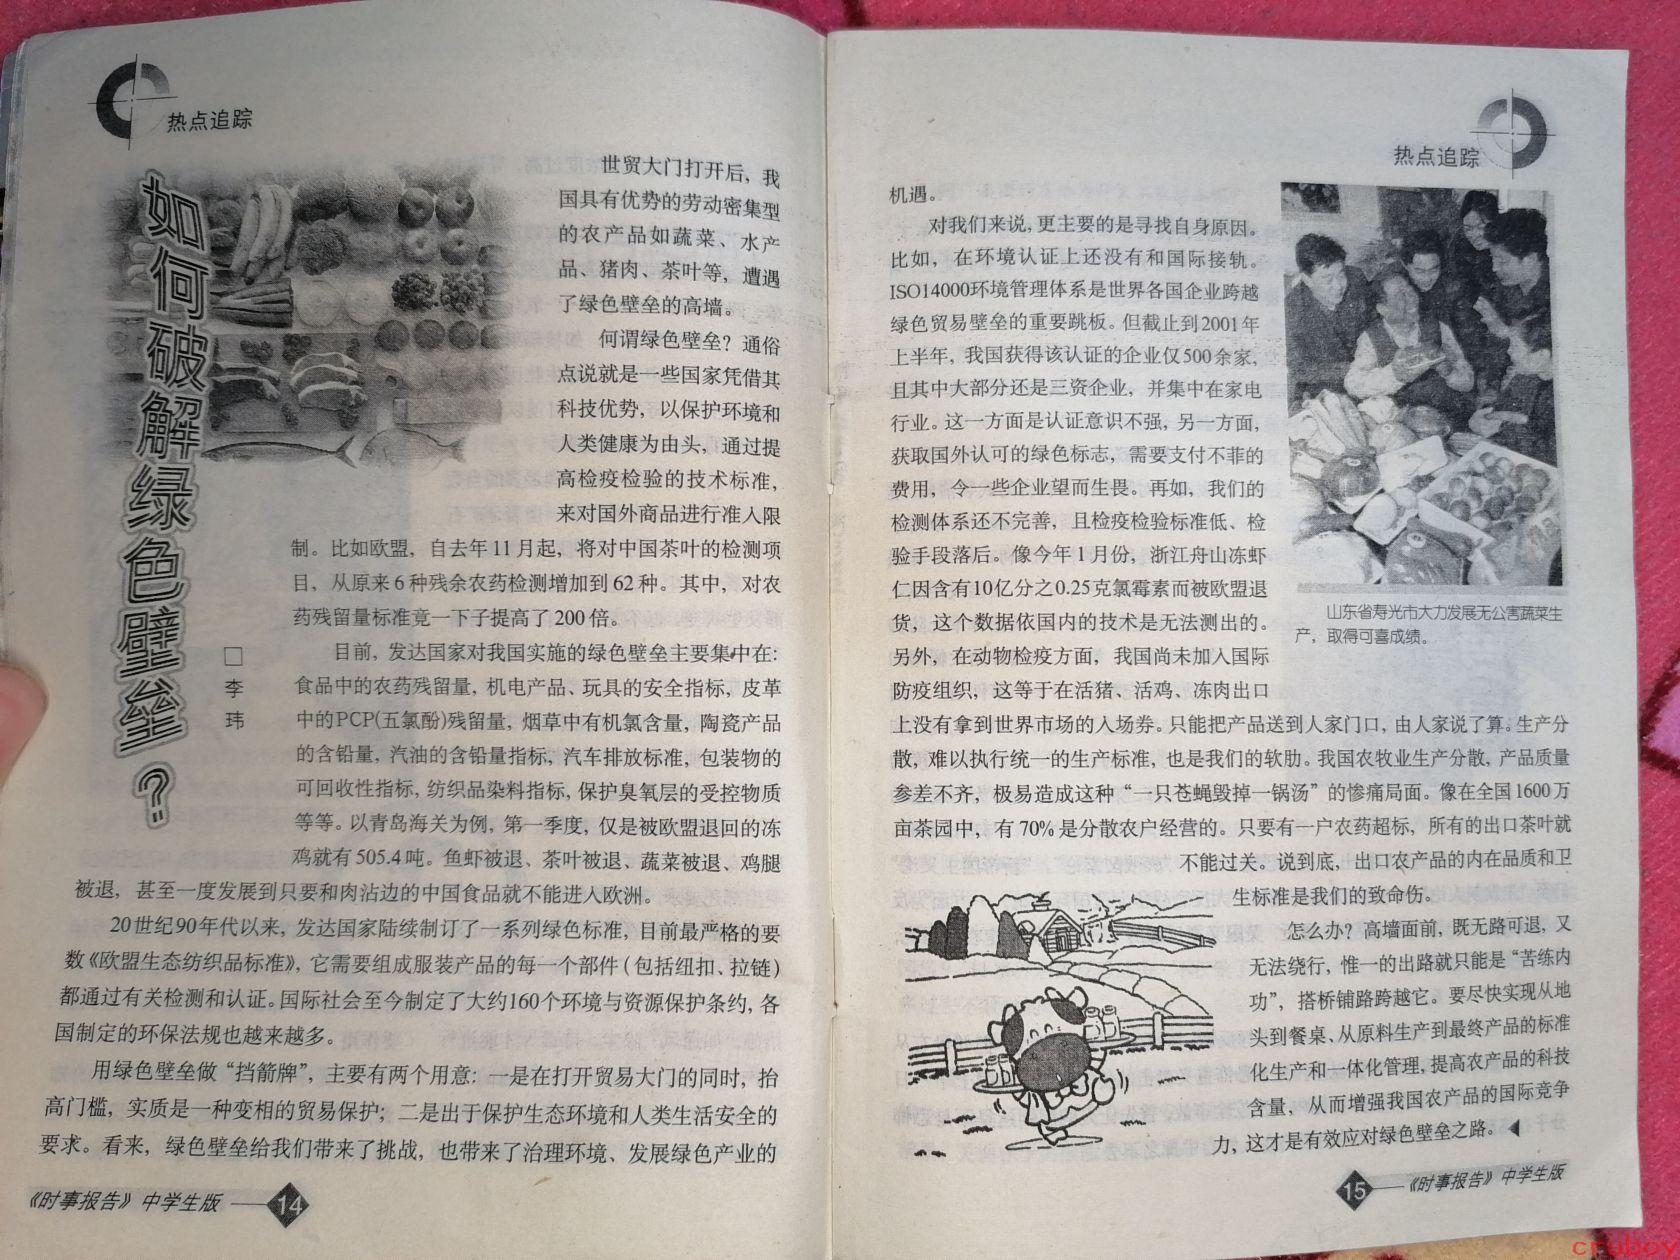 热点追踪
如何破解绿色壁垒?
□
李
玮
世贸大门打开后，我
国具有优势的劳动密集型
的农产品如蔬菜、水产
品、猪肉、茶叶等，遭遇
了绿色壁垒的高墙。
何谓绿色壁垒？通俗
点说就是一些国家凭借其
科技优势，以保护环境和
人类健康为由头，通过提
高检疫检验的技术标准，
来对国外商品进行准入限
制。比如欧盟，自去年11月起，将对中国茶叶的检测项
目，从原来6种残余农药检测增加到62种。其中，对农
药残留量标准竟一下子提高了200倍。
目前，发达国家对我国实施的绿色壁垒主要集中在：
食品中的农药残留量，机电产品、玩具的安全指标，皮革
中的PCP(五氯酚)残留量，烟草中有机氯含量，陶瓷产品
的含铅量，汽油的含铅量指标，汽车排放标准，包装物的
可回收性指标，纺织品染料指标，保护臭氧层的受控物质
等等。以青岛海关为例，第一季度，仅是被欧盟退回的冻
鸡就有505.4吨。鱼虾被退、茶叶被退、蔬菜被退、鸡腿
被退，甚至一度发展到只要和肉沾边的中国食品就不能进入欧洲。
20世纪90年代以来，发达国家陆续制订了一系列绿色标准，目前最严格的要
数《欧盟生态纺织品标准》，它需要组成服装产品的每一个部件（包括纽扣、拉链）
都通过有关检测和认证。国际社会至今制定了大约160个环境与资源保护条约，各
国制定的环保法规也越来越多。
用绿色壁垒做“挡箭牌”，主要有两个用意：一是在打开贸易大门的同时，抬
高门槛，实质是一种变相的贸易保护；二是出于保护生态环境和人类生活安全的
要求。看来，绿色壁垒给我们带来了挑战，也带来了治理环境、发展绿色产业的
《时事报告》中学生版 14
热点追踪
机遇。
对我们来说，更主要的是寻找自身原因。
比如，在环境认证上还没有和国际接轨。
ISO14000环境管理体系是世界各国企业跨越
绿色贸易壁垒的重要跳板。但截止到2001年
上半年，我国获得该认证的企业仅500余家，
且其中大部分还是三资企业，并集中在家电
行业。这一方面是认证意识不强，另一方面，
获取国外认可的绿色标志，需要支付不菲的
费用，令一些企业望而生畏。再如，我们的
检测体系还不完善，且检疫检验标准低、检
验手段落后。像今年1月份，浙江舟山冻虾
仁因含有10亿分之0.25克氯霉素而被欧盟退
货，这个数据依国内的技术是无法测出的。
另外，在动物检疫方面，我国尚未加入国际
防疫组织，这等于在活猪、活鸡、冻肉出口
上没有拿到世界市场的入场券。只能把产品送到人家门口，由人家说了算。生产分
散，难以执行统一的生产标准，也是我们的软肋。我国农牧业生产分散，产品质量
参差不齐，极易造成这种“一只苍蝇毁掉一锅汤”的惨痛局面。像在全国1600万
亩茶园中，有70%是分散农户经营的。只要有一户农药超标，所有的出口茶叶就
不能过关。说到底，出口农产品的内在品质和卫
生标准是我们的致命伤。
怎么办？高墙面前，既无路可退，又
无法绕行，惟一的出路就只能是“苦练内
功”，搭桥铺路跨越它。要尽快实现从地
头到餐桌、从原料生产到最终产品的标准
化生产和一体化管理，提高农产品的科技
含量，从而增强我国农产品的国际竞争
力，这才是有效应对绿色壁垒之路。◀
山东省寿光市大力发展无公害蔬菜生
产，取得可喜成绩。
15 《时事报告》中学生版
crubcy